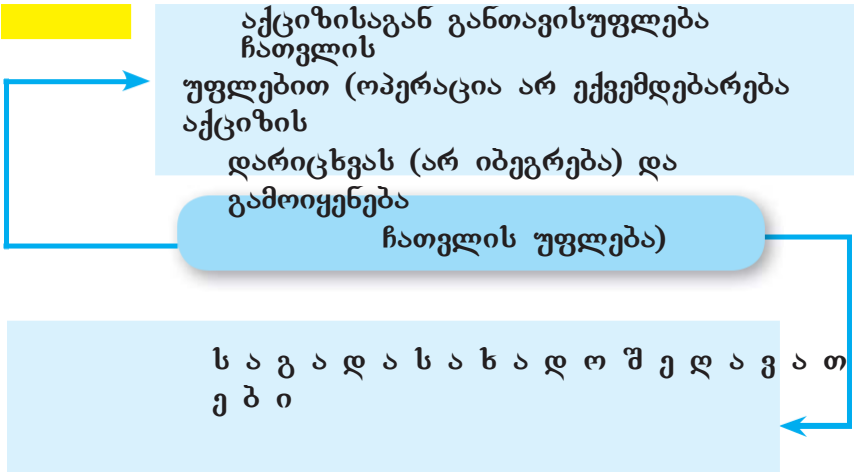 აქციზისაგან განთავისუფლება
ჩათვლის
უფლებით (ოპერაცია არ ექვემდებარება
აქციზის
დარიცხვას (არ იბეგრება) და
გამოიყენება
ჩათვლის უფლება)
ს ა გ ა დ ა ს ა ხ ა დ ო შ ე ღ ა ვ ა თ
ე ბ ი